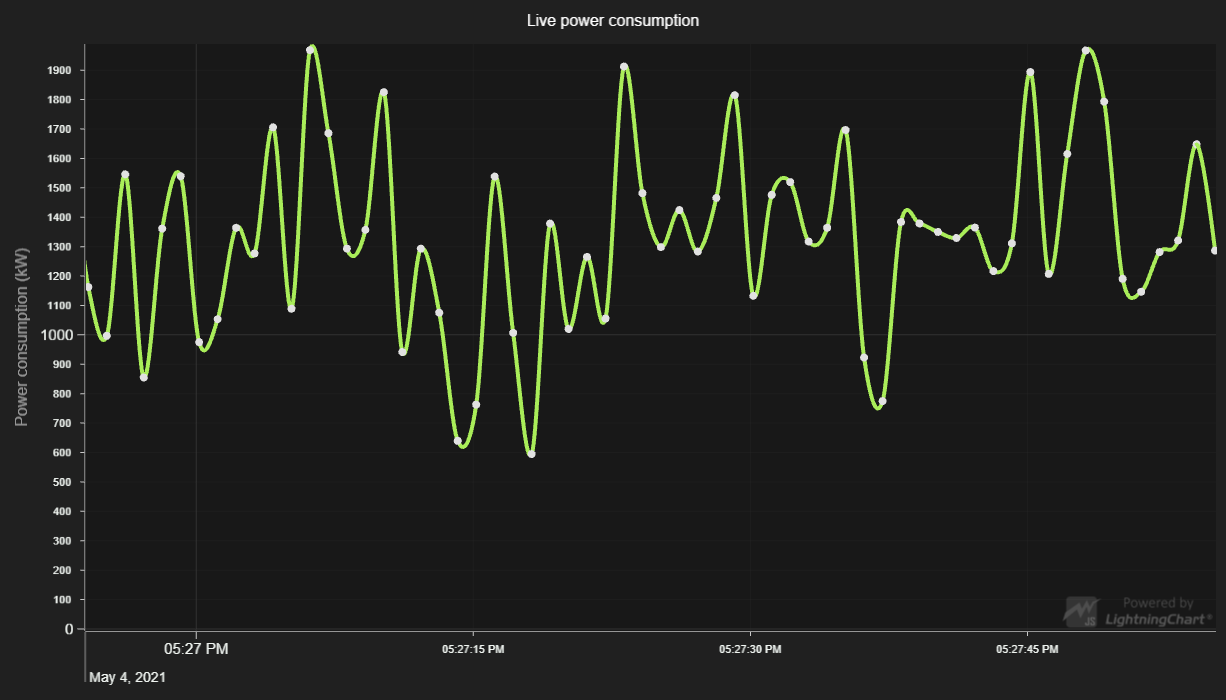 Live power consumption
Power consumption (kW)
1900
1800
1700
1600
1500
1400
1300
1200
1100
1000
900
800
700
600
500
400
300
200
100
0
05:27 PM
05:27:15 PM
05:27:30 PM
05:27:45 PM
May 4, 2021
Powered by
JS
LightningChart®